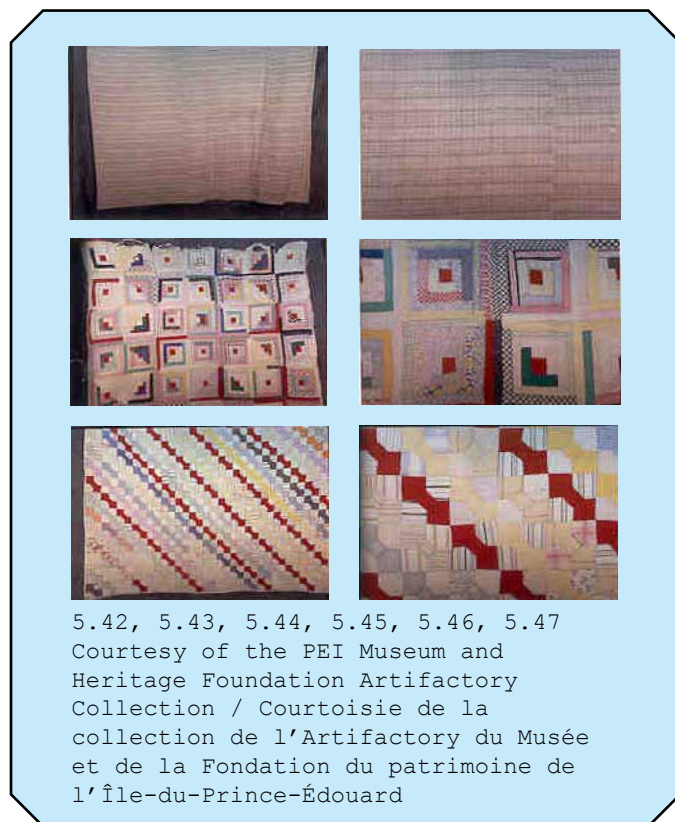 5.42, 5.43, 5.44, 5.45, 5.46, 5.47
Courtesy of the PEI Museum and
Heritage Foundation Artifactory
Collection / Courtoisie de la
collection de l’Artifactory du Musée
et de la Fondation du patrimoine de
l’Île-du-Prince-Édouard